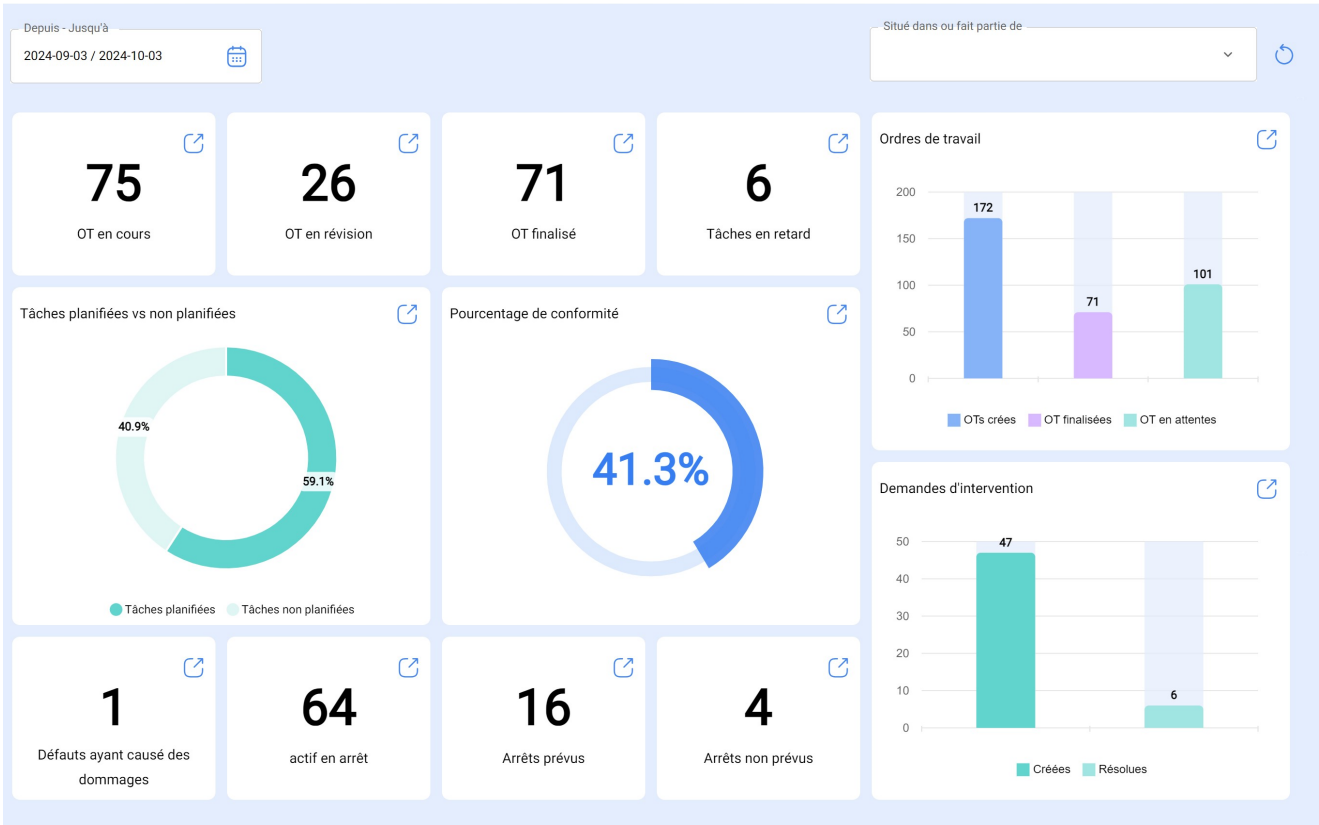 Depuis - Jusqu'à
2024-09-03 / 2024-10-03
Situé dans ou fait partie de
75
OT en cours
26
OT en révision
71
OT finalisé
6
Tâches en retard
Ordres de travail
200
150
100
50
0
172
71
101
OTs crées
OT finalisées
OT en attentes
Tâches planifiées vs non planifiées
40.9%
59.1%
Tâches planifiées
Tâches non planifiées
Pourcentage de conformité
41.3%
Demandes d'intervention
50
40
30
20
10
0
47
6
Créées
Résolues
1
Défauts ayant causé des
dommages
64
actif en arrêt
16
Arrêts prévus
4
Arrêts non prévus